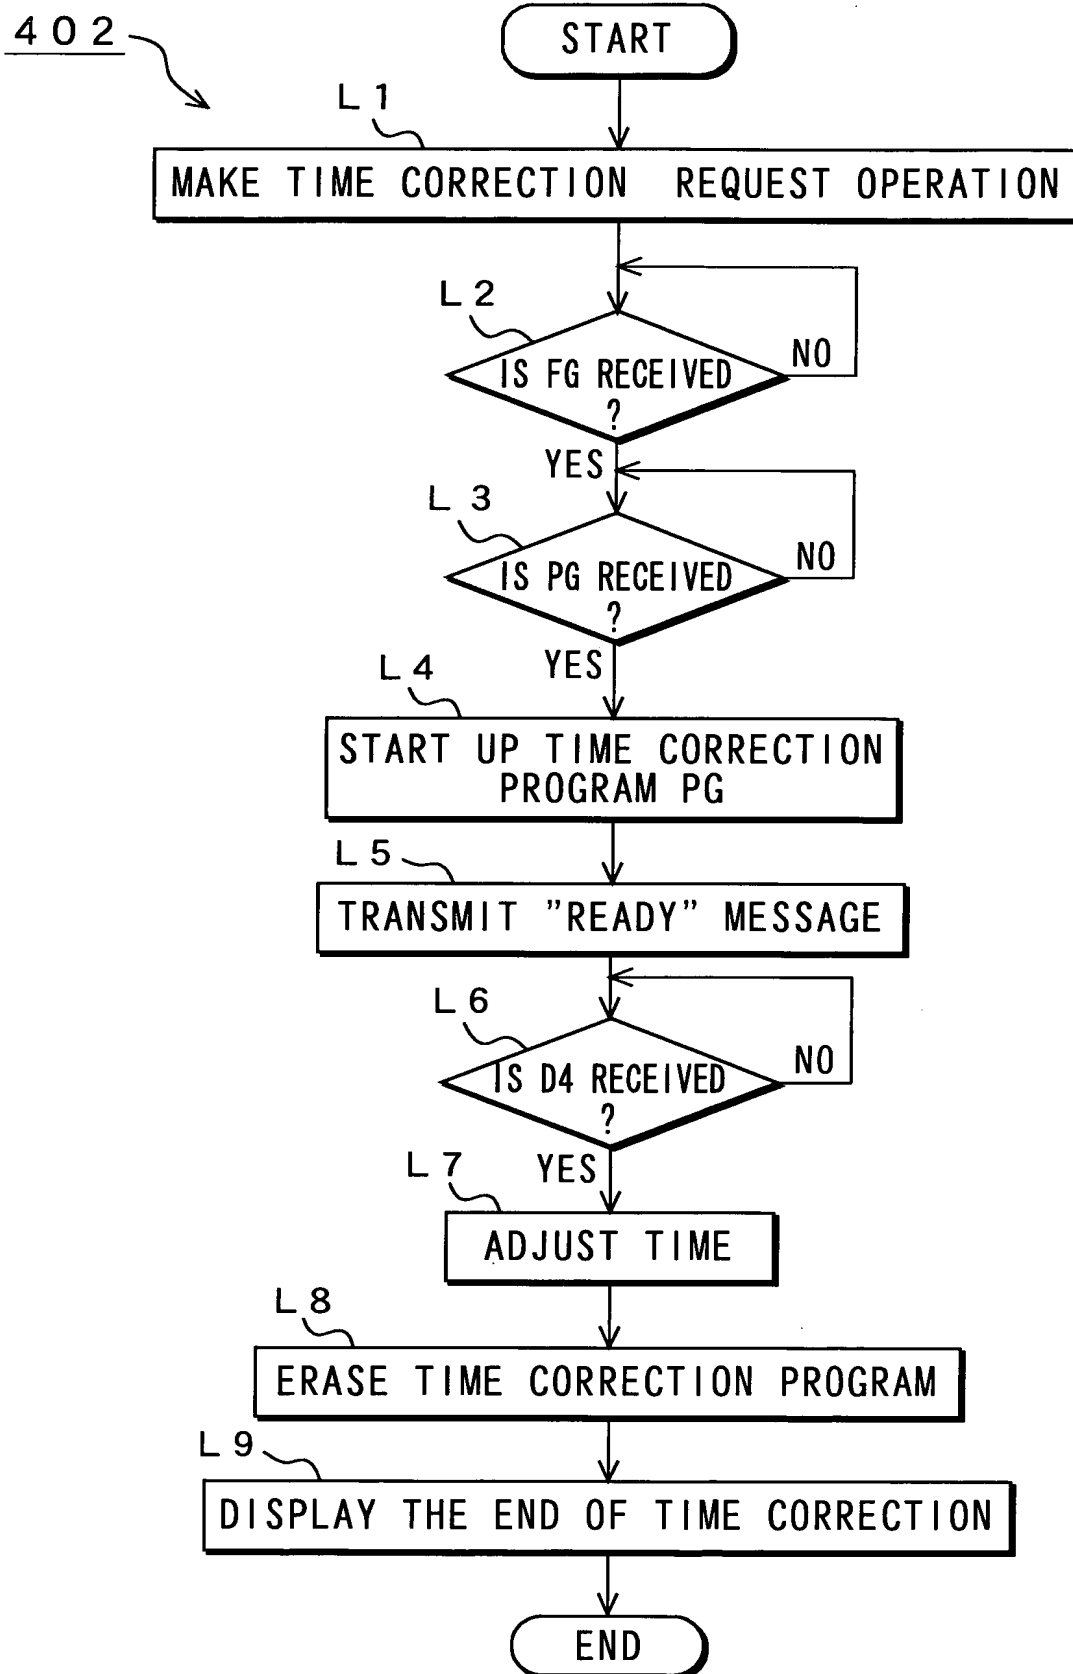 402
START
L1
MAKE TIME CORRECTION REQUEST OPERATION
L2
IS FG RECEIVED
?
NO
YES
L3
IS PG RECEIVED
?
NO
YES
L4
START UP TIME CORRECTION
PROGRAM PG
L5
TRANSMIT "READY" MESSAGE
L6
IS D4 RECEIVED
?
NO
YES
L7
ADJUST TIME
L8
ERASE TIME CORRECTION PROGRAM
L9
DISPLAY THE END OF TIME CORRECTION
END